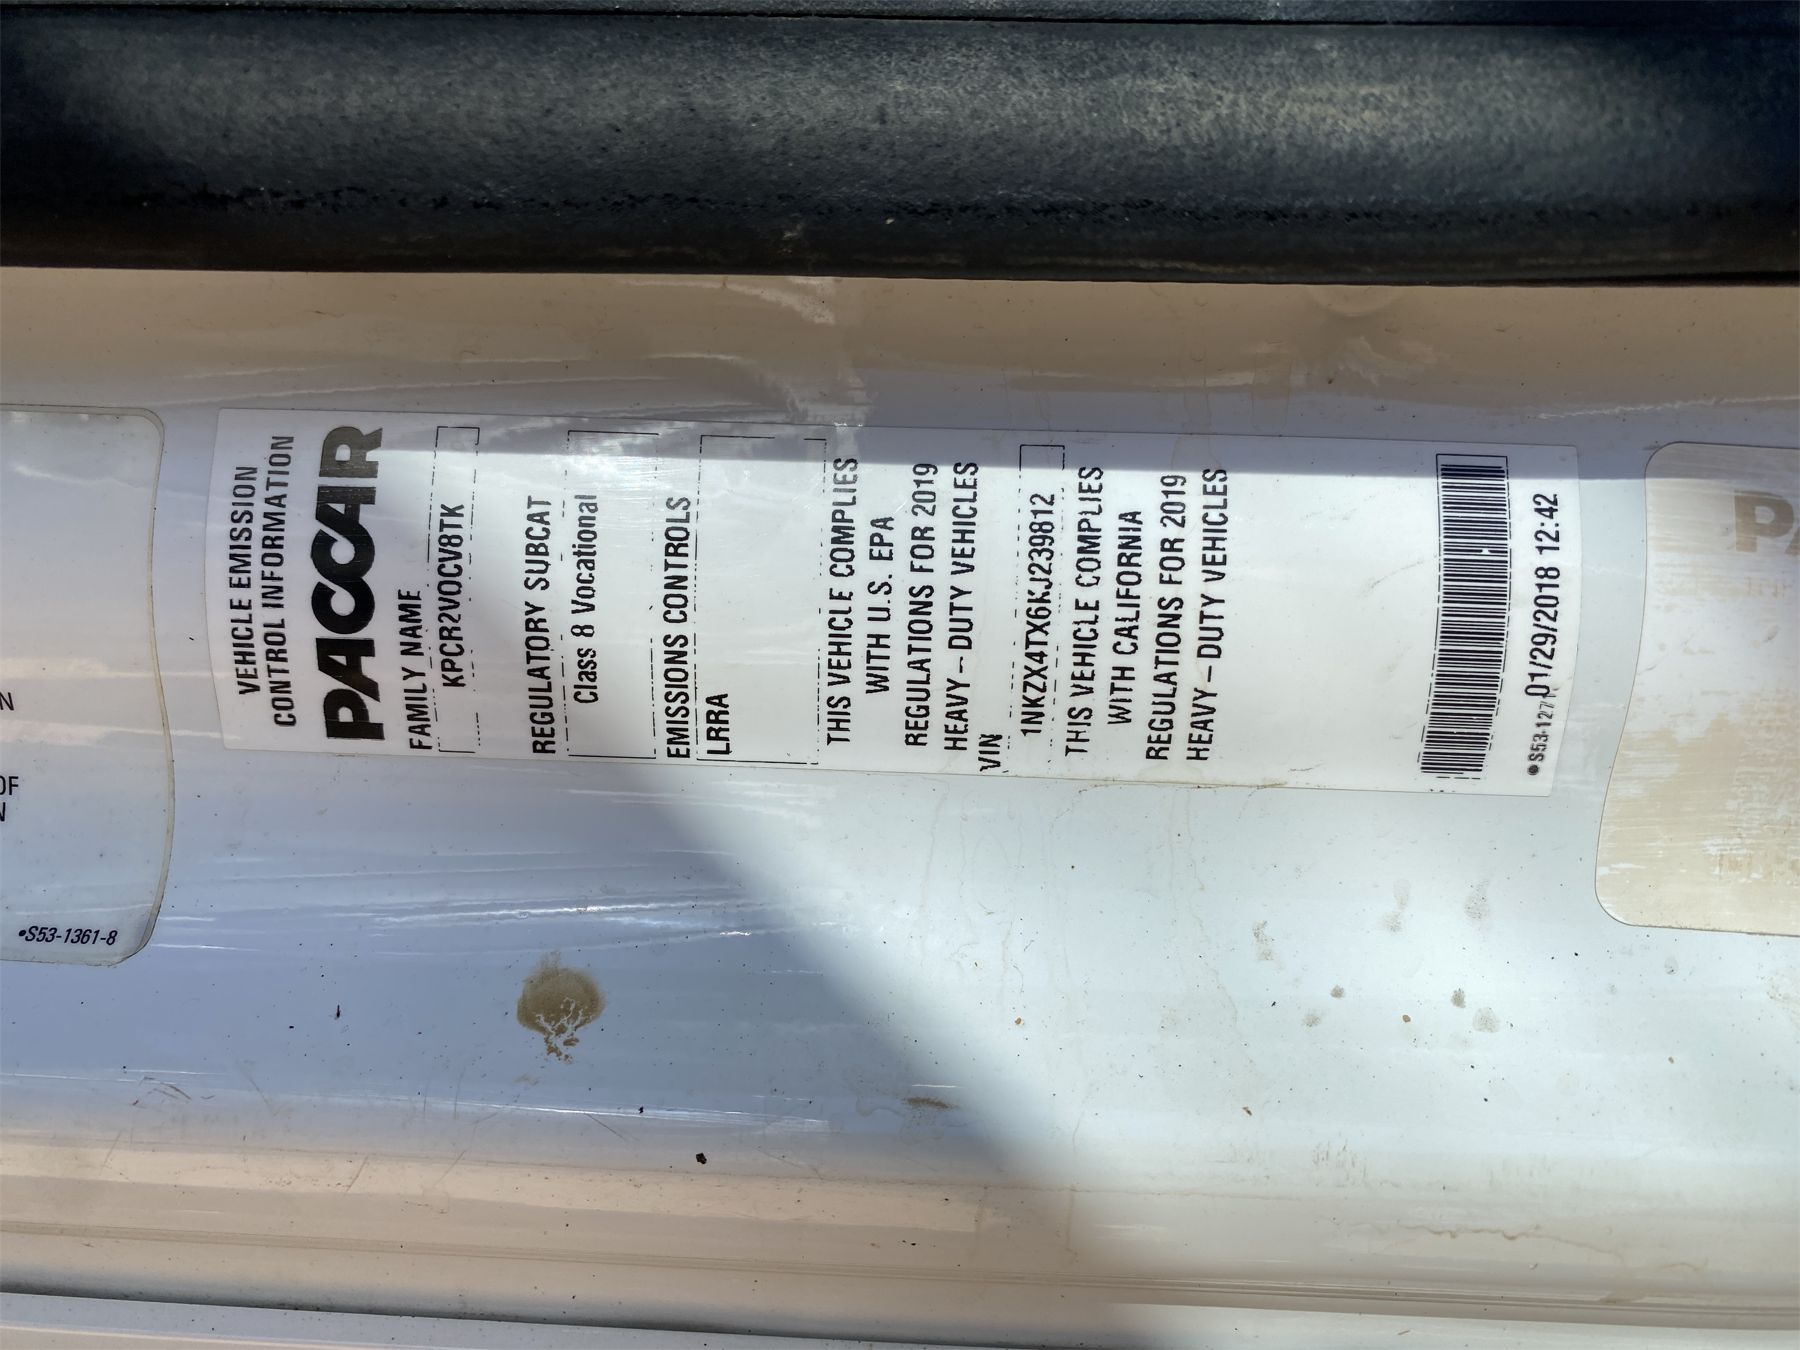 VEHICLE EMISSION
CONTROL INFORMATION
PACCAR
FAMILY NAME
KPCR2VOCV8TK
REGULATORY SUBCAT
Class 8 Vocational
EMISSIONS CONTROLS
LRRA
THIS VEHICLE COMPLIES
WITH U.S. EPA
REGULATIONS FOR 2019
HEAVY-DUTY VEHICLES
VIN
1NKZX4TX6KJ239812
THIS VEHICLE COMPLIES
WITH CALIFORNIA
REGULATIONS FOR 2019
HEAVY-DUTY VEHICLES
01/29/2018 12:42
•S53-1361-8